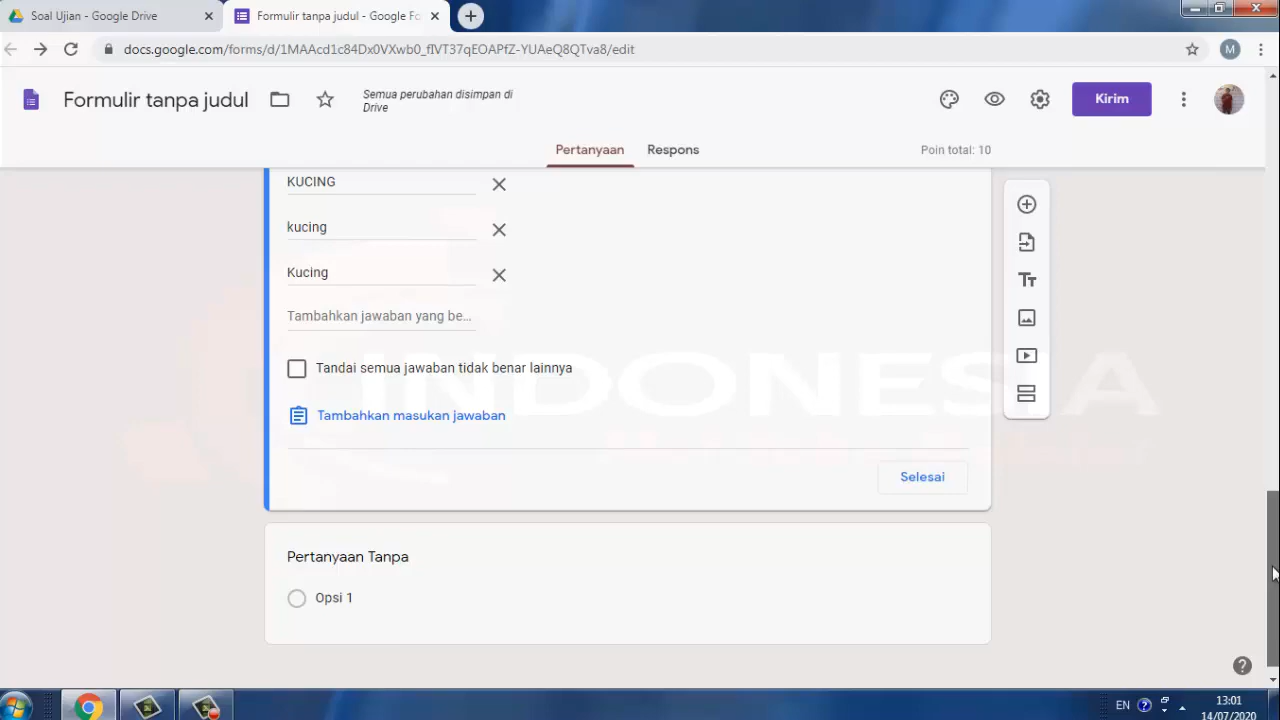 Soal Ujian - Google Drive
Formulir tanpa judul - Google Fo
docs.google.com/forms/d/1MAAcd1c84Dx0VXwb0_fIVT37qEOAPfZ-YUAeQ8QTva8/edit
M
Formulir tanpa judul
Semua perubahan disimpan di
Drive
Kirim
Pertanyaan
Respons
Poin total: 10
KUCING
kucing
Kucing
Tambahkan jawaban yang be...
Tandai semua jawaban tidak benar lainnya
INDONESIA
Tambahkan masukan jawaban
Selesai
Pertanyaan Tanpa
Opsi 1
EN
13:01
14/07/2020